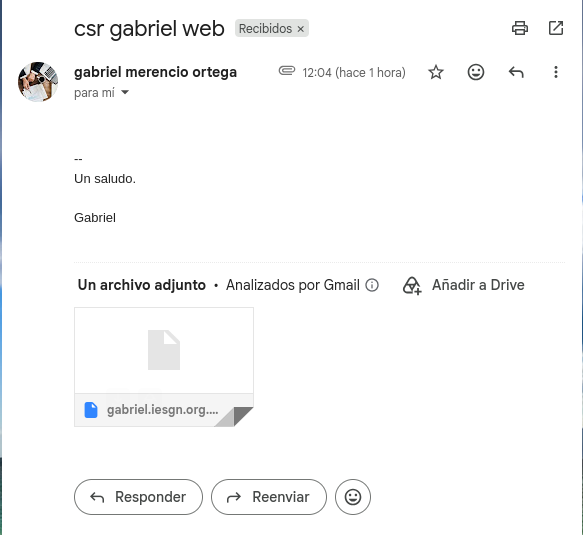 csr gabriel web Recibidos ×
gabriel merencio ortega 12:04 (hace 1 hora)
para mí
--
Un saludo.
Gabriel
Un archivo adjunto • Analizados por Gmail Añadir a Drive
gabriel.iesgn.org....
Responder Reenviar